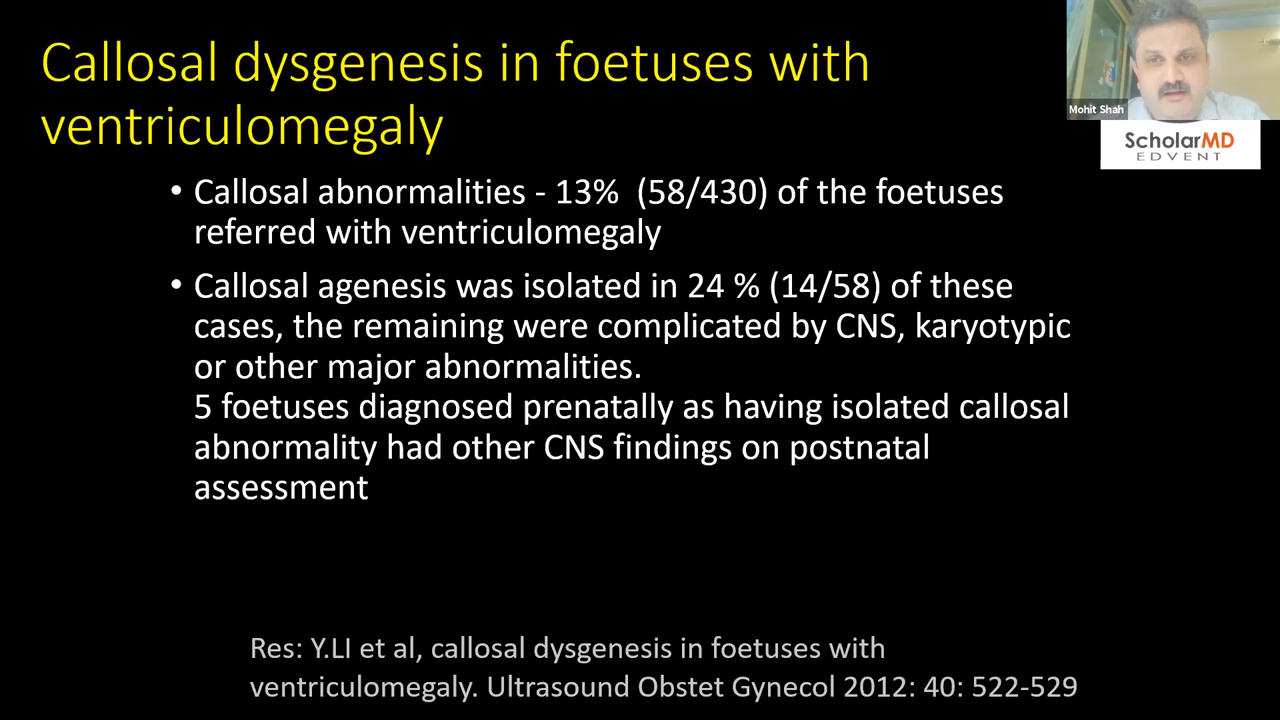 Callosal dysgenesis in foetuses with
ventriculomegaly
Mohit Shah
ScholarMD
EDVENT
• Callosal abnormalities - 13% (58/430) of the foetuses
referred with ventriculomegaly
• Callosal agenesis was isolated in 24 % (14/58) of these
cases, the remaining were complicated by CNS, karyotypic
or other major abnormalities.
5 foetuses diagnosed prenatally as having isolated callosal
abnormality had other CNS findings on postnatal
assessment
Res: Y.LI et al, callosal dysgenesis in foetuses with
ventriculomegaly. Ultrasound Obstet Gynecol 2012: 40: 522-529